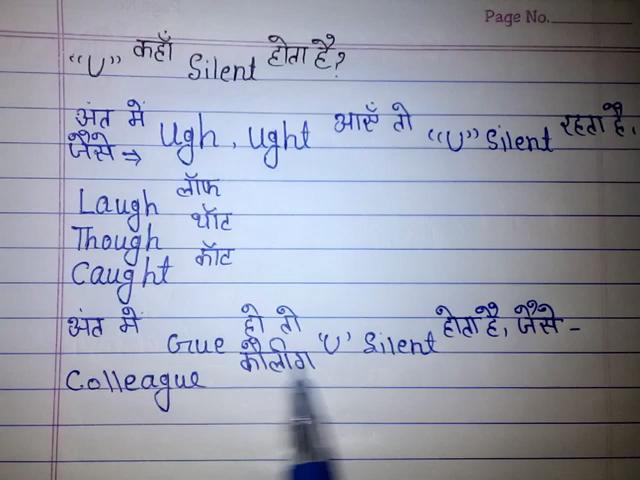 Page No.
"U" कहाँ Silent होता है?
अंत में Ugh, Ught आएँ तो "U" Silent रहता है,
जैसे ⇒
Laugh लॉफ
Though थॉट
Caught कॉट
अंत में Gue हो तो 'U' Silent होता है, जैसे -
Colleague कौलीग